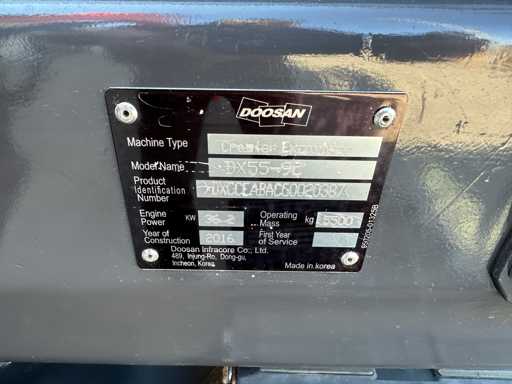 DOOSAN
Machine Type Crawler Excavator
Model Name DX55-9C
Product
Identification
Number
Engine
Power KW 36.2 Operating
Mass kg 5500
Year of
Construction 2016 First Year
of Service
Doosan Infracore Co., Ltd.
489, Injung-Ro, Dong-gu,
Incheon, Korea
Made in korea